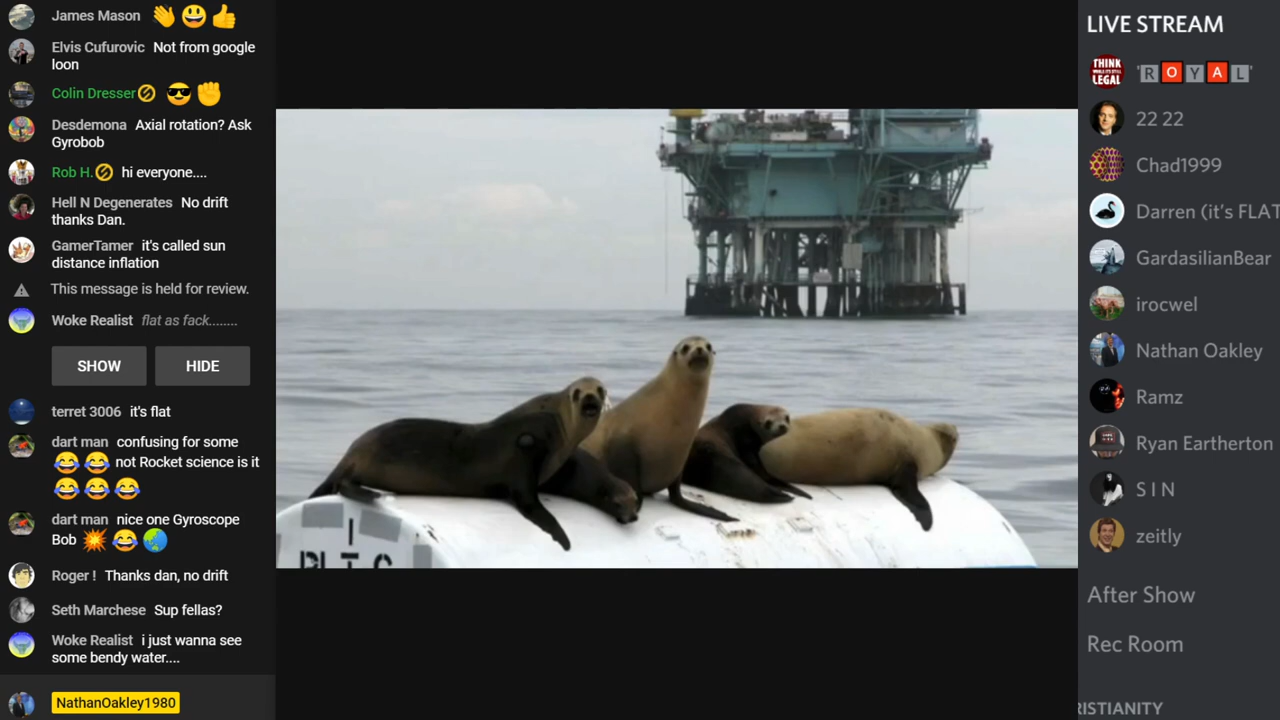 James Mason 👋 😃 👍
Elvis Cufurovic Not from google
loon
Colin Dresser 😎 ✊
Desdemona Axial rotation? Ask
Gyrobob
Rob H. hi everyone....
Hell N Degenerates No drift
thanks Dan.
GamerTamer it's called sun
distance inflation
This message is held for review.
Woke Realist flat as fack........
SHOW HIDE
terret 3006 it's flat
dart man confusing for some
😂 😂 not Rocket science is it
😂 😂 😂
dart man nice one Gyroscope
Bob 💥 😂 🌏
Roger ! Thanks dan, no drift
Seth Marchese Sup fellas?
Woke Realist i just wanna see
some bendy water....
NathanOakley1980
LIVE STREAM
THINK
WHILE IT'S STILL
LEGAL
'ROYAL'
22 22
Chad1999
Darren (it's FLAT
GardasilianBear
irocwel
Nathan Oakley
Ramz
Ryan Eartherton
S I N
zeitly
After Show
Rec Room
RISTIANITY